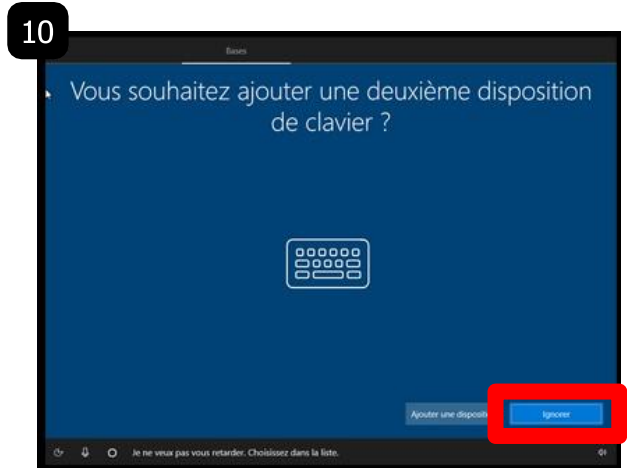 10
Bases
Vous souhaitez ajouter une deuxième disposition
de clavier ?
Ajouter une
Ignorer
Je ne veux pas vous retarder. Choisissez dans la liste.